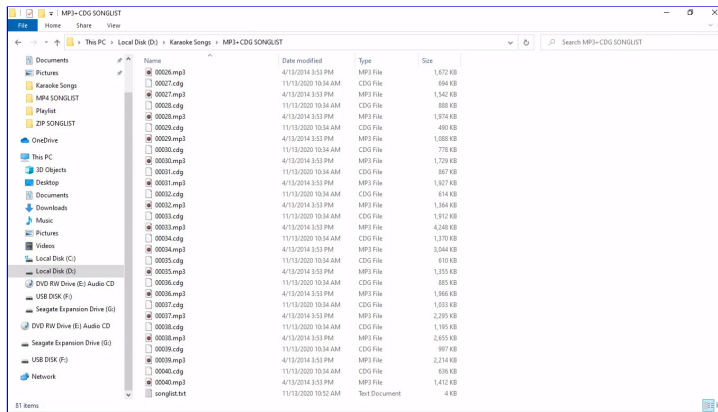 MP3+CDG SONGLIST
File Home Share View
This PC > Local Disk (D:) > Karaoke Songs > MP3+CDG SONGLIST
Search MP3+CDG SONGLIST
Documents
Pictures
Karaoke Songs
MP4 SONGLIST
Playlist
ZIP SONGLIST
OneDrive
This PC
3D Objects
Desktop
Documents
Downloads
Music
Pictures
Videos
Local Disk (C:)
Local Disk (D:)
DVD RW Drive (E:) Audio CD
USB DISK (F:)
Seagate Expansion Drive (G:)
DVD RW Drive (E:) Audio CD
Seagate Expansion Drive (G:)
USB DISK (F:)
Network
Name Date modified Type Size
00026.mp3 4/13/2014 3:53 PM MP3 File 1,672 KB
00027.cdg 11/13/2020 10:34 AM CDG File 694 KB
00027.mp3 4/13/2014 3:53 PM MP3 File 1,542 KB
00028.cdg 11/13/2020 10:34 AM CDG File 888 KB
00028.mp3 4/13/2014 3:53 PM MP3 File 1,974 KB
00029.cdg 11/13/2020 10:34 AM CDG File 490 KB
00029.mp3 4/13/2014 3:53 PM MP3 File 1,088 KB
00030.cdg 11/13/2020 10:34 AM CDG File 778 KB
00030.mp3 4/13/2014 3:53 PM MP3 File 1,729 KB
00031.cdg 11/13/2020 10:34 AM CDG File 867 KB
00031.mp3 4/13/2014 3:53 PM MP3 File 1,927 KB
00032.cdg 11/13/2020 10:34 AM CDG File 614 KB
00032.mp3 4/13/2014 3:53 PM MP3 File 1,364 KB
00033.cdg 11/13/2020 10:34 AM CDG File 1,912 KB
00033.mp3 4/13/2014 3:53 PM MP3 File 4,248 KB
00034.cdg 11/13/2020 10:34 AM CDG File 1,370 KB
00034.mp3 4/13/2014 3:53 PM MP3 File 3,044 KB
00035.cdg 11/13/2020 10:34 AM CDG File 610 KB
00035.mp3 4/13/2014 3:53 PM MP3 File 1,355 KB
00036.cdg 11/13/2020 10:34 AM CDG File 885 KB
00036.mp3 4/13/2014 3:53 PM MP3 File 1,966 KB
00037.cdg 11/13/2020 10:34 AM CDG File 1,033 KB
00037.mp3 4/13/2014 3:53 PM MP3 File 2,295 KB
00038.cdg 11/13/2020 10:34 AM CDG File 1,195 KB
00038.mp3 4/13/2014 3:53 PM MP3 File 2,655 KB
00039.cdg 11/13/2020 10:34 AM CDG File 997 KB
00039.mp3 4/13/2014 3:53 PM MP3 File 2,214 KB
00040.cdg 11/13/2020 10:34 AM CDG File 636 KB
00040.mp3 4/13/2014 3:53 PM MP3 File 1,412 KB
songlist.txt 11/13/2020 10:52 AM Text Document 4 KB
81 items